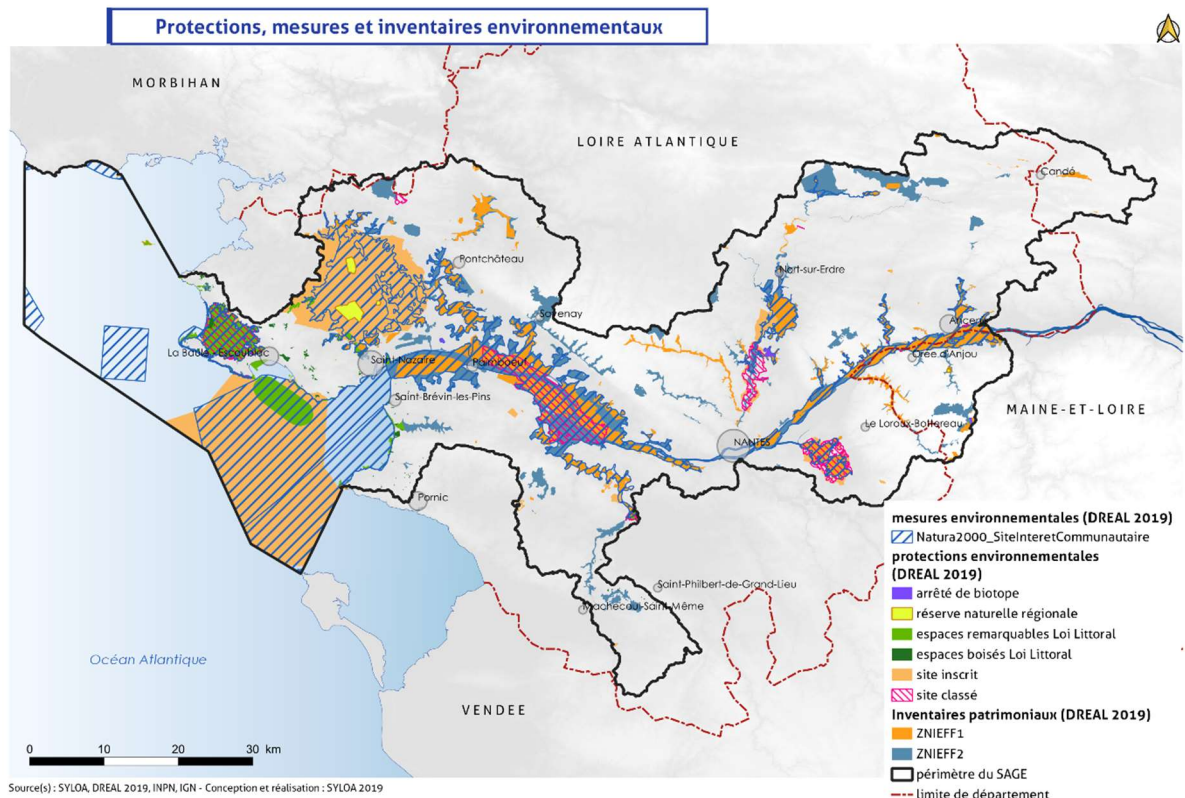 Protections, mesures et inventaires environnementaux
MORBIHAN
LOIRE ATLANTIQUE
Candé
Pontchâteau
Nort-sur-Erdre
Savenay
Ancenis
La Baule - Escoublac
Saint-Nazaire
Paimboeuf
Orée d'Anjou
Saint-Brévin-les-Pins
MAINE-ET-LOIRE
Le Loroux-Bottereau
NANTES
Pornic
Saint-Philbert-de-Grand-Lieu
Machecoul-Saint-Même
Océan Atlantique
VENDEE
mesures environnementales (DREAL 2019)
Natura2000_SiteInteretCommunautaire
protections environnementales
(DREAL 2019)
arrêté de biotope
réserve naturelle régionale
espaces remarquables Loi Littoral
espaces boisés Loi Littoral
site inscrit
site classé
Inventaires patrimoniaux (DREAL 2019)
ZNIEFF1
ZNIEFF2
périmètre du SAGE
limite de département
0 10 20 30 km
Source(s) : SYLOA, DREAL 2019, INPN, IGN - Conception et réalisation : SYLOA 2019